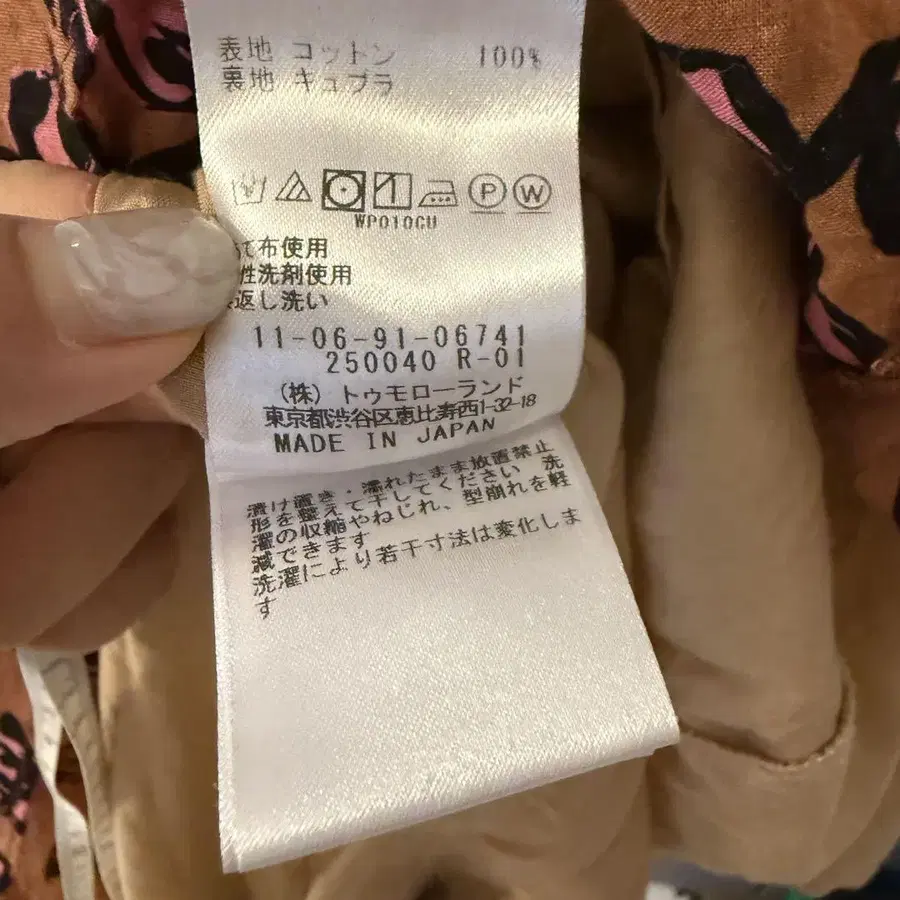 表地 コットン 100%
裏地 キュプラ
P W
WP010CU
て布使用
性洗剤使用
返し洗い
11-06-91-06741
250040 R-01
(株) トゥモローランド
東京都渋谷区恵比寿西1-32-18
MADE IN JAPAN
漬け置き・濡れたまま放置禁止
形を整えて干してください 洗
濯の収縮やねじれ、型崩れを軽
減できます
洗濯により若干寸法は変化しま
す